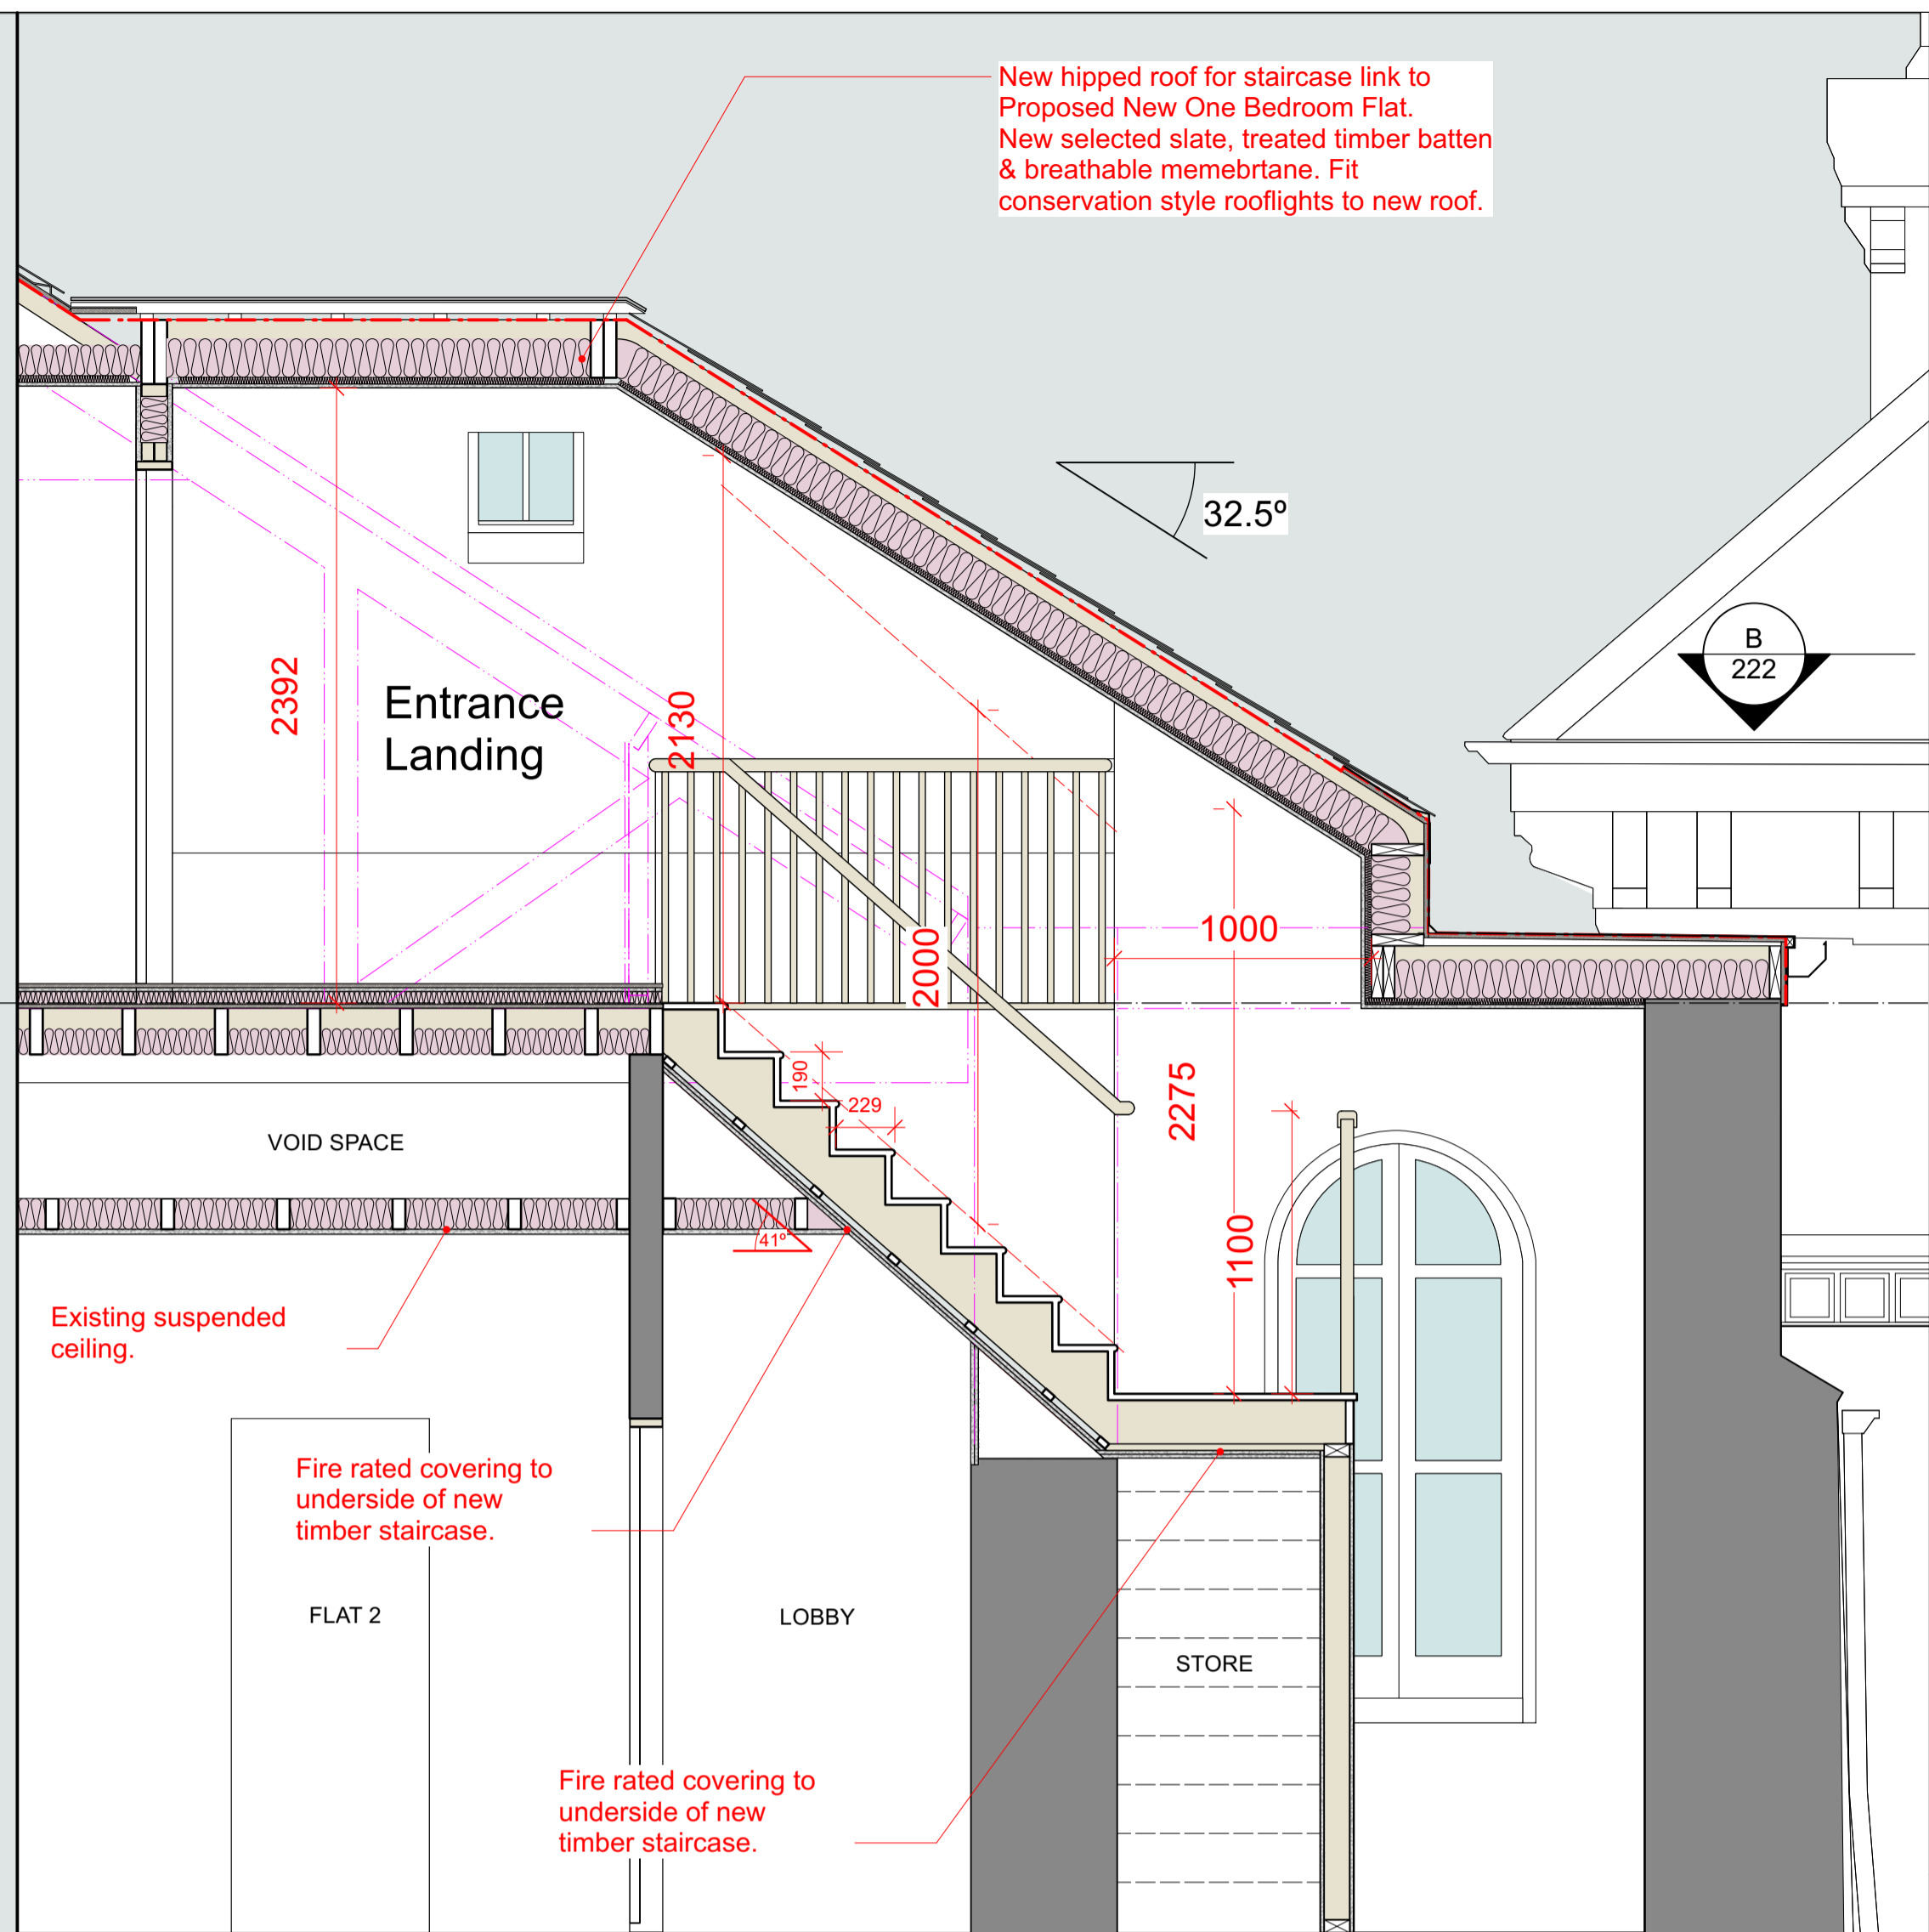 New hipped roof for staircase link to
Proposed New One Bedroom Flat.
New selected slate, treated timber batten
& breathable memebrtane. Fit
conservation style rooflights to new roof.
32.5º
B
222
2392
Entrance
Landing
2130
2000
1000
190
229
2275
VOID SPACE
1100
41º
Existing suspended
ceiling.
Fire rated covering to
underside of new
timber staircase.
FLAT 2
LOBBY
STORE
Fire rated covering to
underside of new
timber staircase.